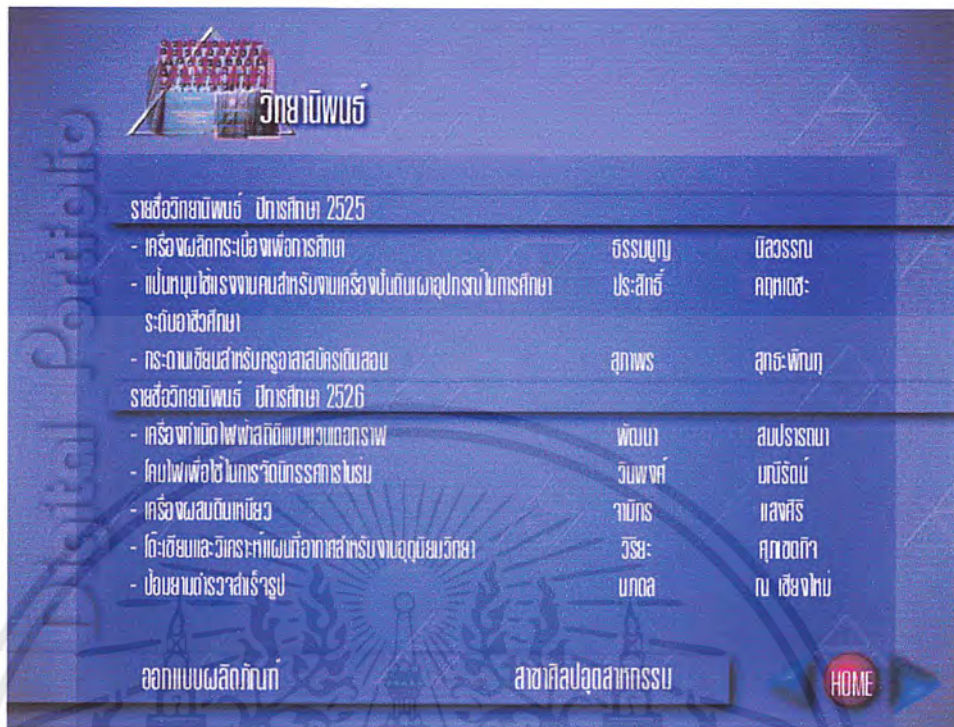 วิทยานิพนธ์
Digital Portfolio
รายชื่อวิทยานิพนธ์ ปีการศึกษา 2525
- เครื่องผลิตกระเบื้องเพื่อการศึกษา ธรรมบูญ นิลวรรณ
- แป้นหมุนใช้แรงงานคนสำหรับงานเครื่องปั้นดินเผาอุปกรณ์ในการศึกษา ประสิทธิ์ คฤหเดชะ
ระดับอาชีวศึกษา
- กระดานเขียนสำหรับครูอาสาสมัครเดินสอน สุภาพร
รายชื่อวิทยานิพนธ์ ปีการศึกษา 2526
- เครื่องกำเนิดไฟฟ้าสถิติแบบแวนเดอกราฟ พัฒนา สมปรารถนา
- โคมไฟเพื่อใช้ในการจัดนิทรรศการในร่ม วินพงศ์ มณีรัตน์
- เครื่องผสมดินเหนียว จามิกร แสงศิริ
- โต๊ะเขียนและวิเคราะห์แผนที่อากาศสำหรับงานอุตุนิยมวิทยา วิริยะ ศุภเขตกิจ
- ป้อมยามตำรวจสำเร็จรูป นภดล ณ เชียงใหม่
ออกแบบผลิตภัณฑ์ สาขาศิลปอุตสาหกรรม HOME